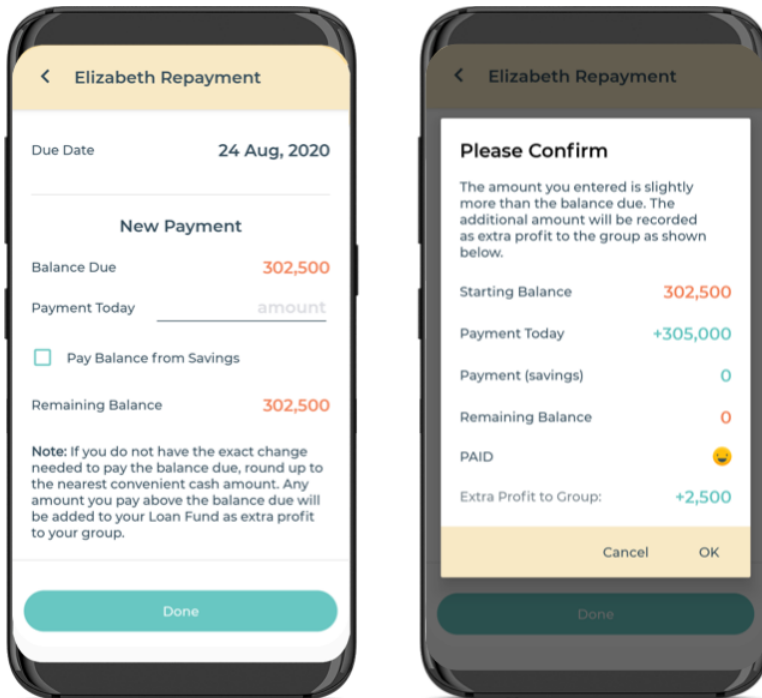 Elizabeth Repayment
Due Date 24 Aug, 2020
New Payment
Balance Due 302,500
Payment Today amount
Pay Balance from Savings
Remaining Balance 302,500
Note: If you do not have the exact change
needed to pay the balance due, round up to
the nearest convenient cash amount. Any
amount you pay above the balance due will
be added to your Loan Fund as extra profit
to your group.
Done
Elizabeth Repayment
Please Confirm
The amount you entered is slightly
more than the balance due. The
additional amount will be recorded
as extra profit to the group as shown
below.
Starting Balance 302,500
Payment Today +305,000
Payment (savings) 0
Remaining Balance 0
PAID
Extra Profit to Group: +2,500
Cancel OK
Done